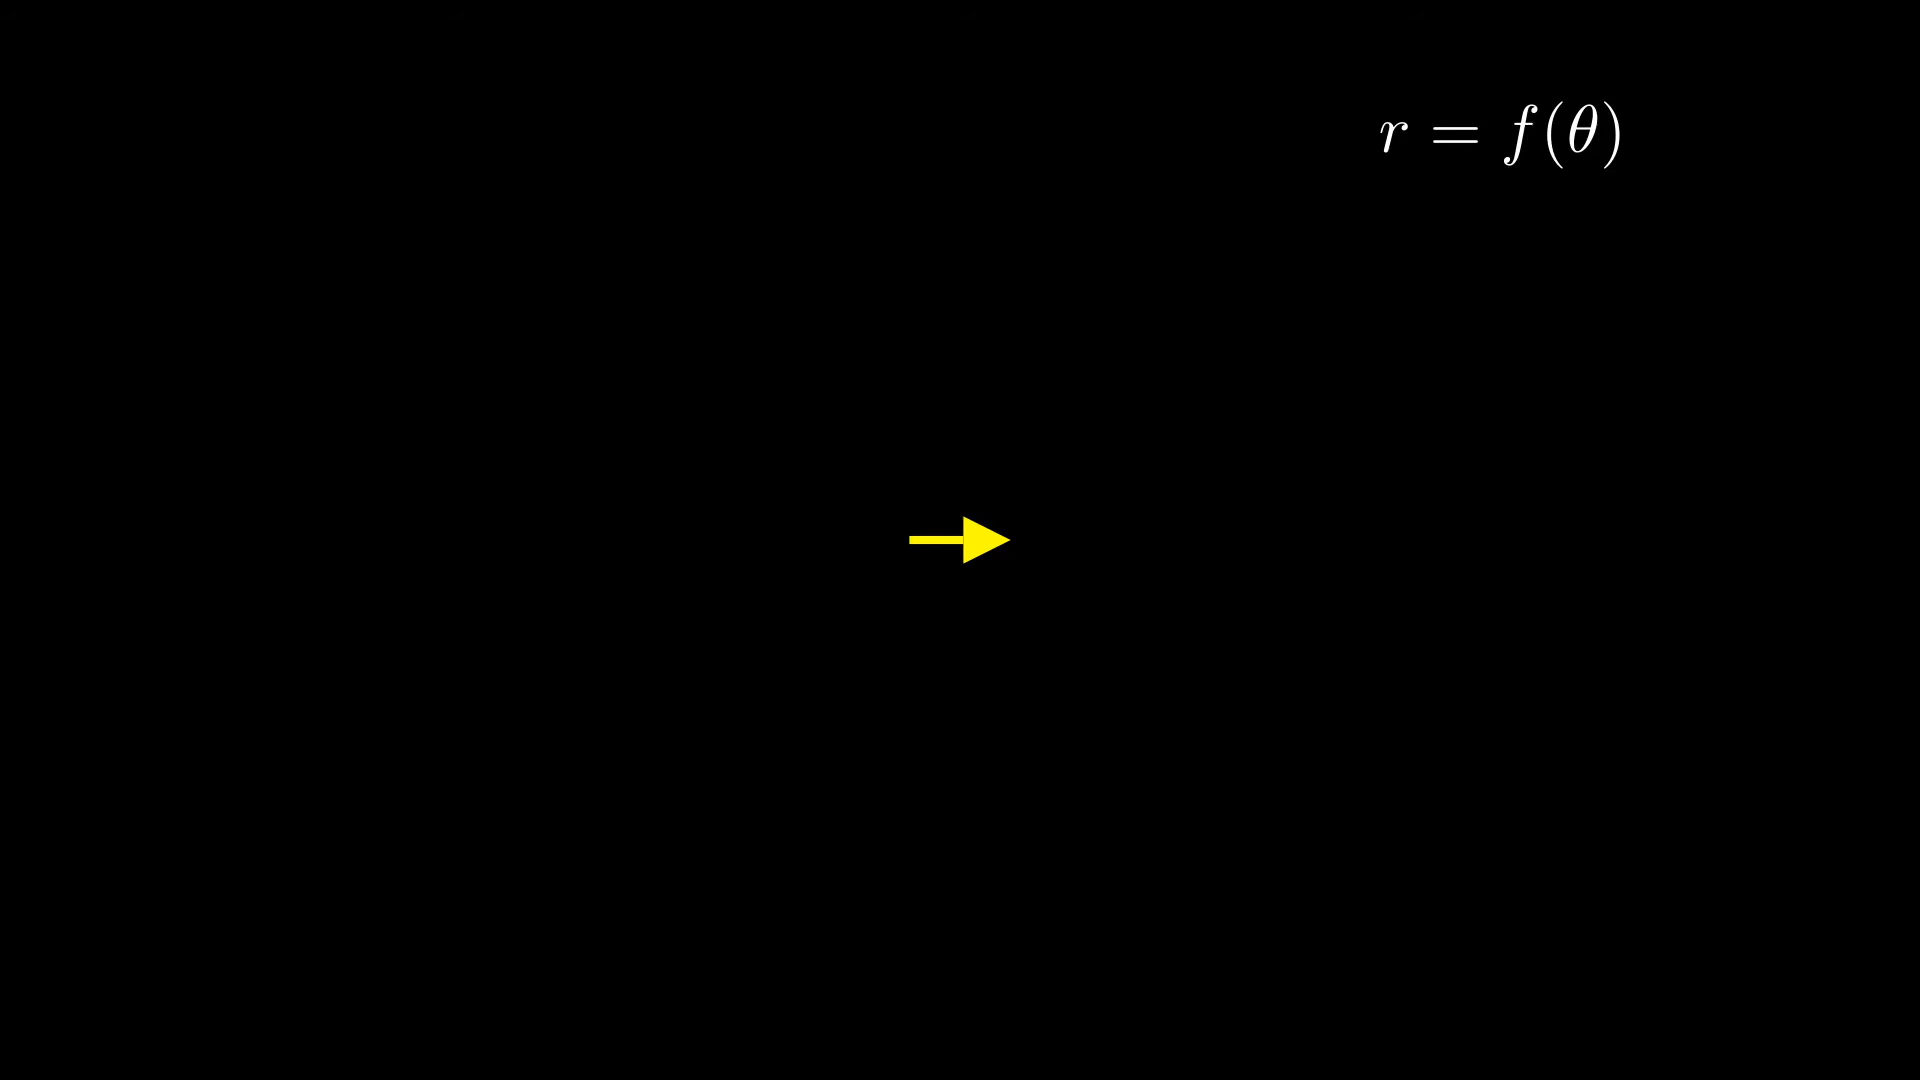 r = f(θ)